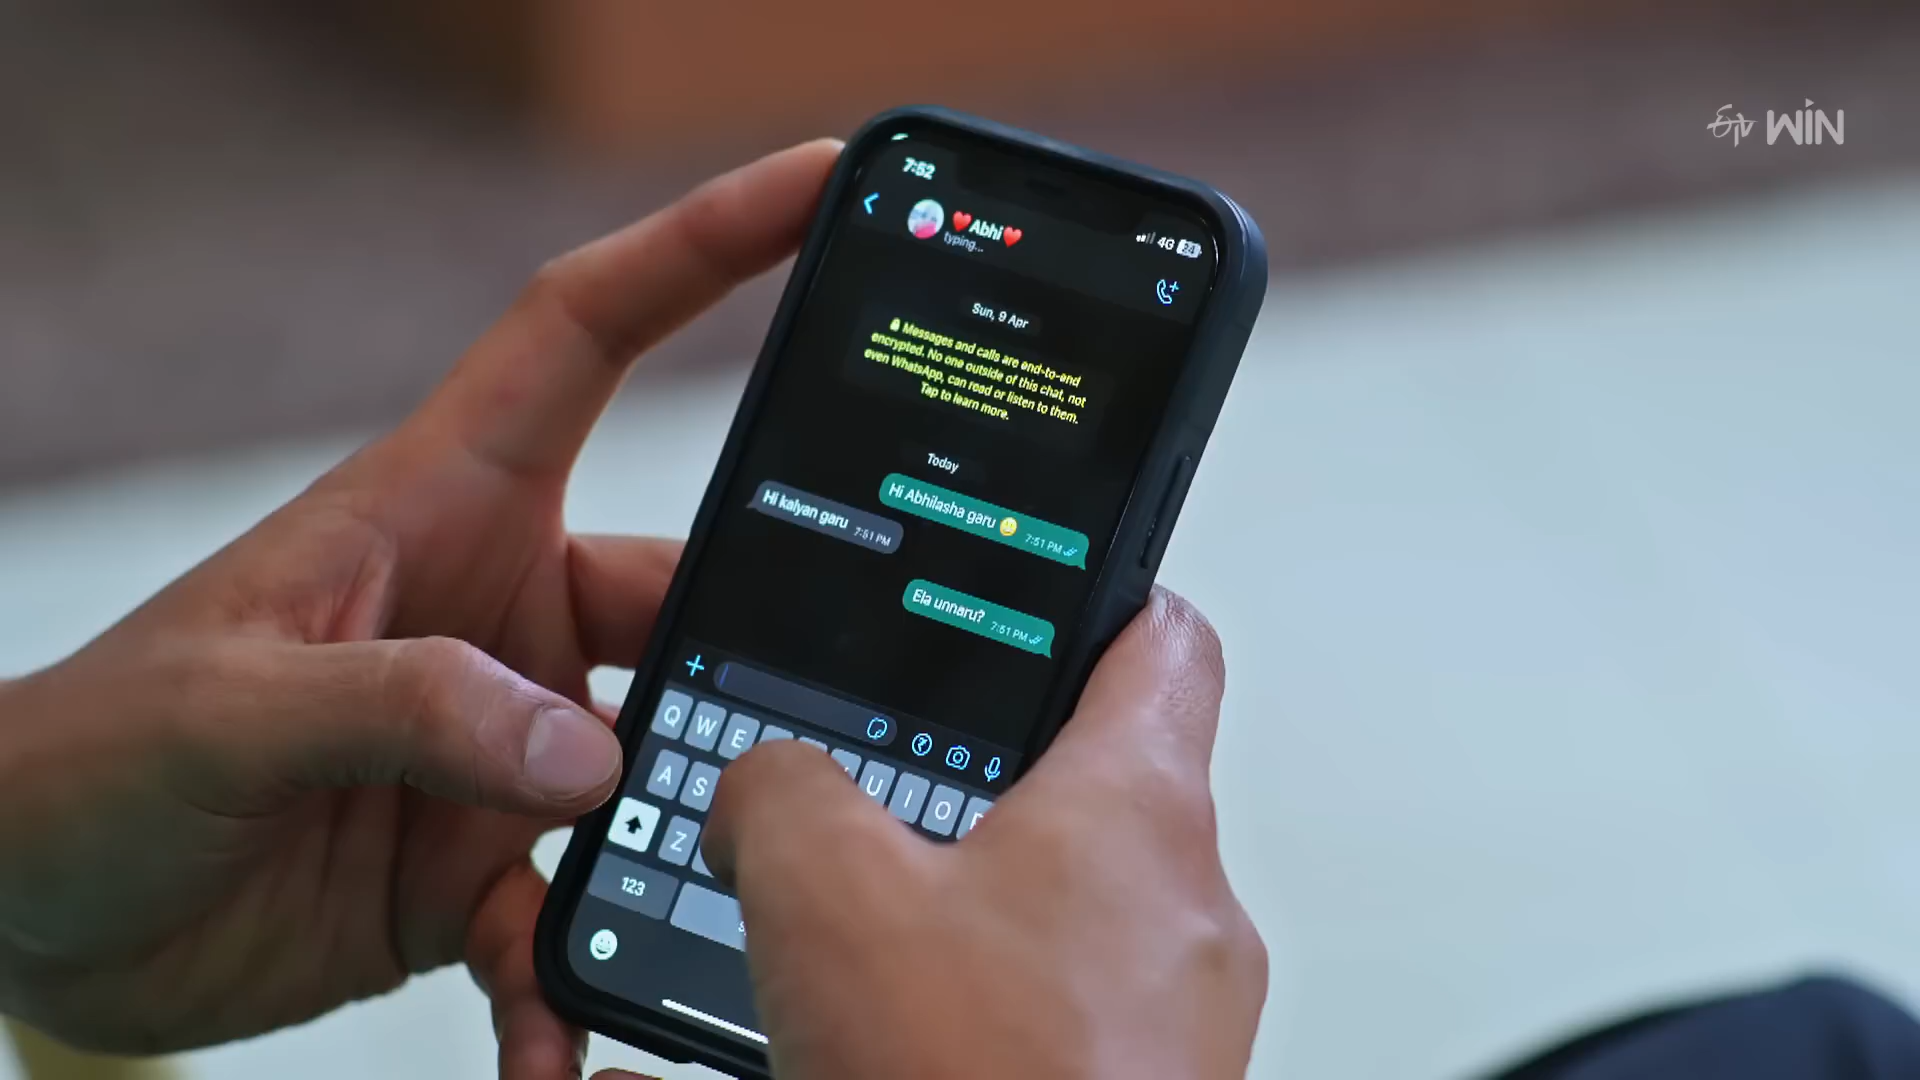 ఈtv WIN
7:52
4G 24
❤️Abhi❤️
typing...
Sun, 9 Apr
🔒 Messages and calls are end-to-end
encrypted. No one outside of this chat, not
even WhatsApp, can read or listen to them.
Tap to learn more.
Today
Hi Abhilasha garu 🙂 7:51 PM
Hi kalyan garu 7:51 PM
Ela unnaru? 7:51 PM
Q W E U I O
A S
Z
123